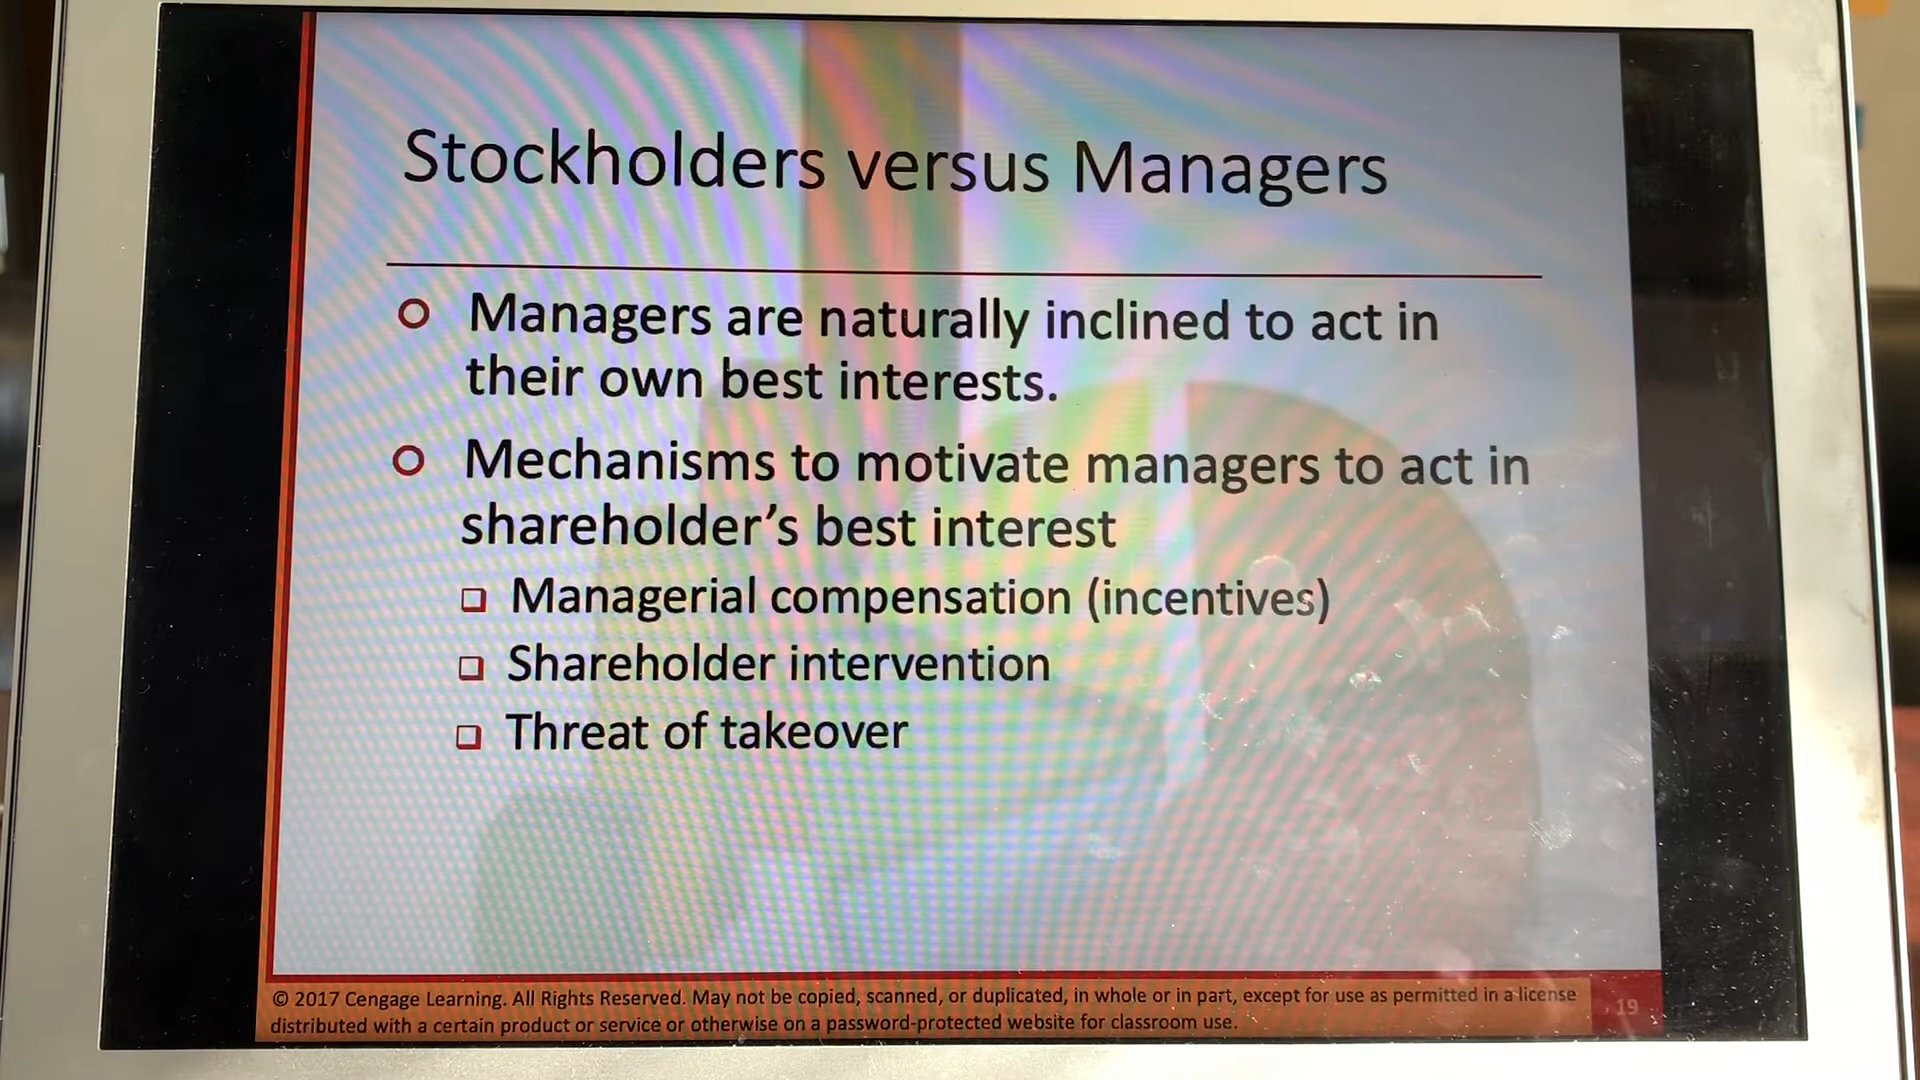 Stockholders versus Managers
Managers are naturally inclined to act in
their own best interests.
Mechanisms to motivate managers to act in
shareholder’s best interest
Managerial compensation (incentives)
Shareholder intervention
Threat of takeover
© 2017 Cengage Learning. All Rights Reserved. May not be copied, scanned, or duplicated, in whole or in part, except for use as permitted in a license
distributed with a certain product or service or otherwise on a password-protected website for classroom use.
19